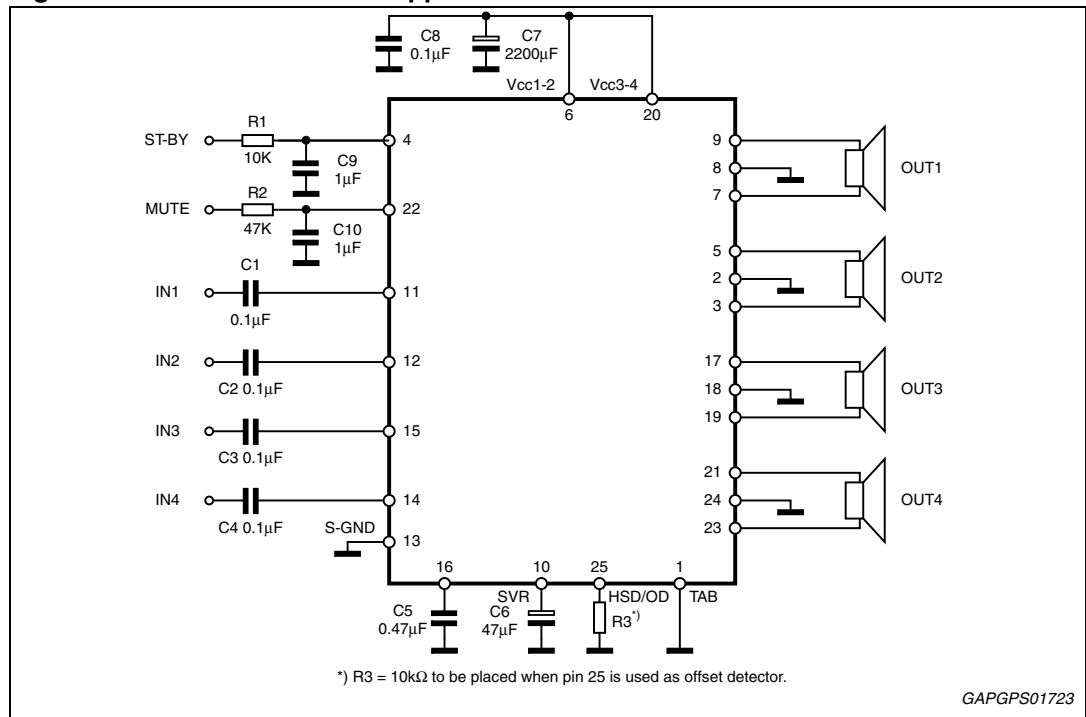 C8
0.1µF
C7
2200µF
Vcc1-2
Vcc3-4
6
20
ST-BY
R1
10K
4
C9
1µF
MUTE
R2
47K
22
C10
1µF
IN1
C1
0.1µF
11
IN2
C2 0.1µF
12
IN3
C3 0.1µF
15
IN4
C4 0.1µF
14
S-GND
13
9
8
7
OUT1
5
2
3
OUT2
17
18
19
OUT3
21
24
23
OUT4
16
10
25
1
SVR
HSD/OD
TAB
C5
0.47µF
C6
47µF
R3*)
*) R3 = 10kΩ to be placed when pin 25 is used as offset detector.
GAPGPS01723